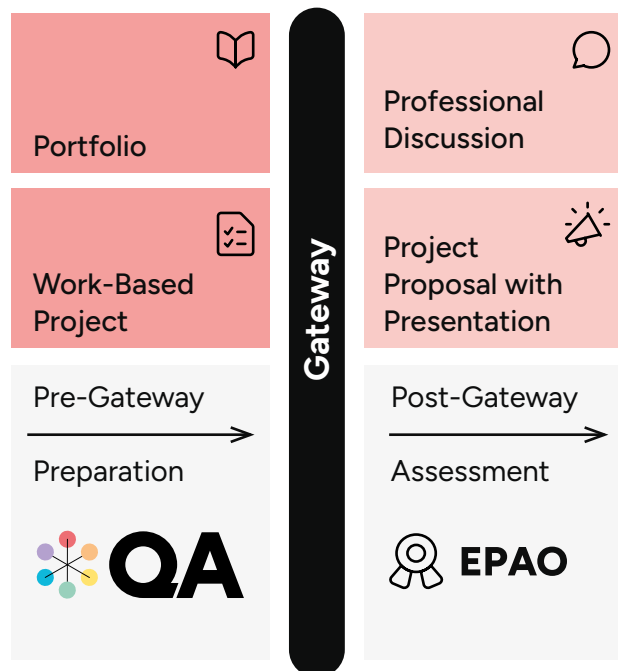 Portfolio
Work-Based
Project
Pre-Gateway
Preparation
QA
Gateway
Professional
Discussion
Project
Proposal with
Presentation
Post-Gateway
Assessment
EPAO